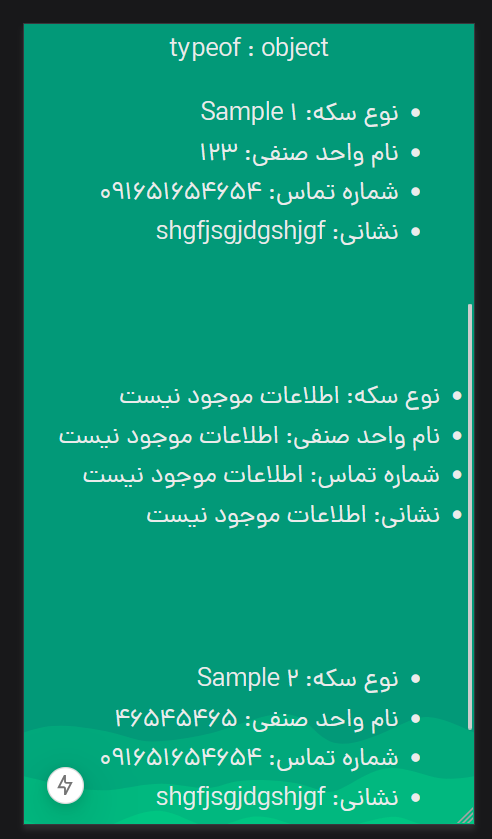 typeof : object
نوع سکه: Sample ۱
نام واحد صنفی: ۱۲۳
شماره تماس: ۰۹۱۶۵۱۶۵۴۶۵۴
نشانی: shgfjsgjdgshjgf
نوع سکه: اطلاعات موجود نیست
نام واحد صنفی: اطلاعات موجود نیست
شماره تماس: اطلاعات موجود نیست
نشانی: اطلاعات موجود نیست
نوع سکه: Sample ۲
نام واحد صنفی: ۴۶۵۴۵۴۶۵
شماره تماس: ۰۹۱۶۵۱۶۵۴۶۵۴
نشانی: shgfjsgjdgshjgf